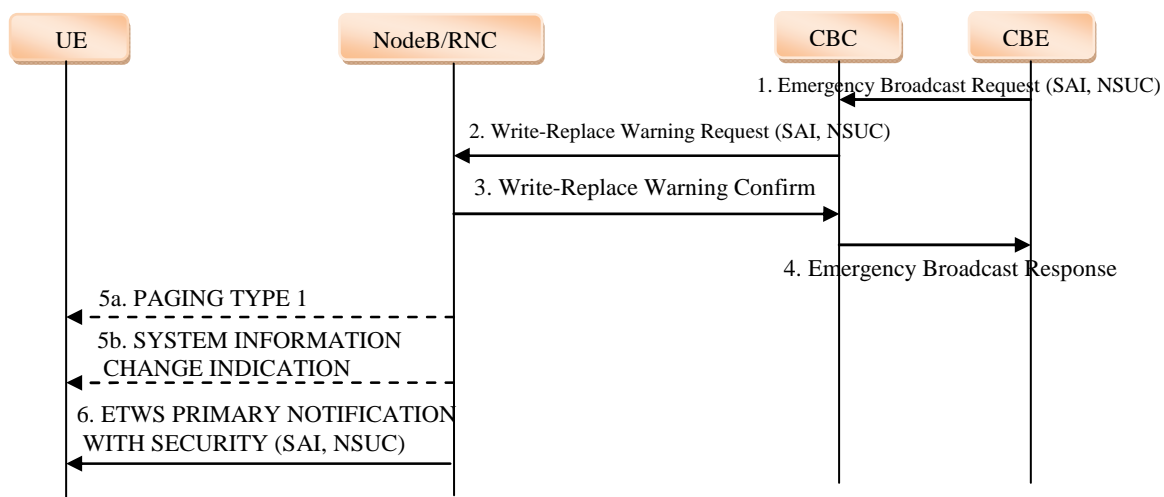 UE
NodeB/RNC
CBC
CBE
1. Emergency Broadcast Request (SAI, NSUC)
2. Write-Replace Warning Request (SAI, NSUC)
3. Write-Replace Warning Confirm
4. Emergency Broadcast Response
5a. PAGING TYPE 1
5b. SYSTEM INFORMATION
CHANGE INDICATION
6. ETWS PRIMARY NOTIFICATION
WITH SECURITY (SAI, NSUC)